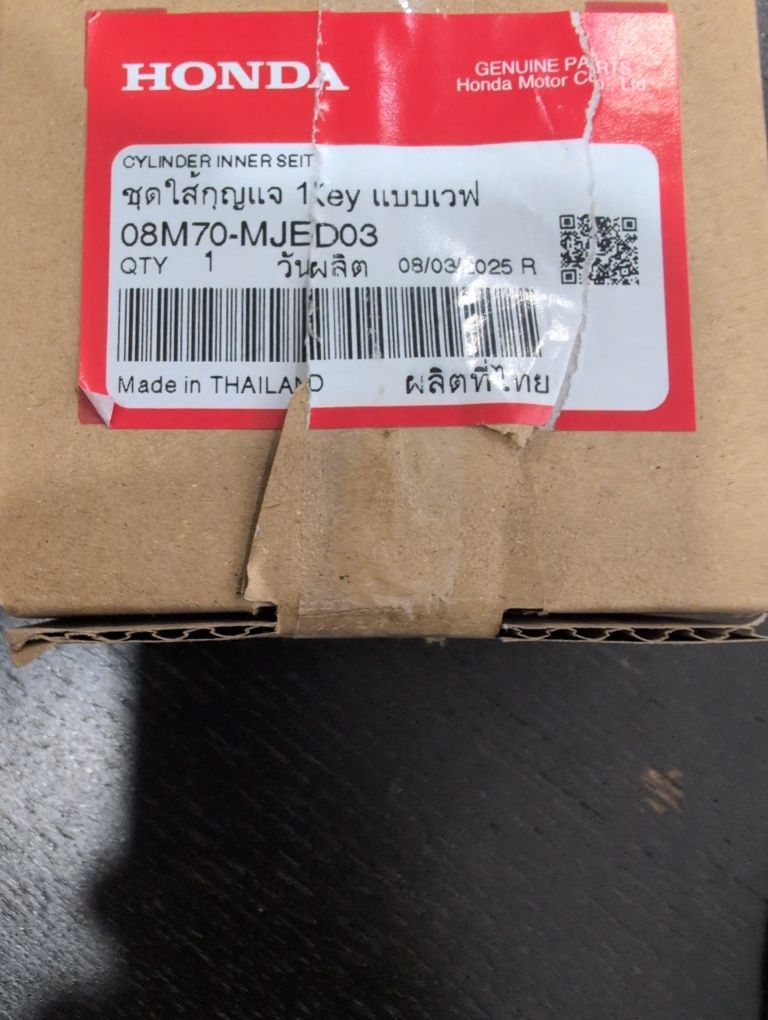 HONDA
GENUINE PARTS
Honda Motor Co., Ltd.
CYLINDER INNER SEIT
ชุดใส้กุญแจ 1Key แบบเวฟ
08M70-MJED03
QTY 1 วันผลิต 08/03/2025 R
Made in THAILAND ผลิตที่ไทย